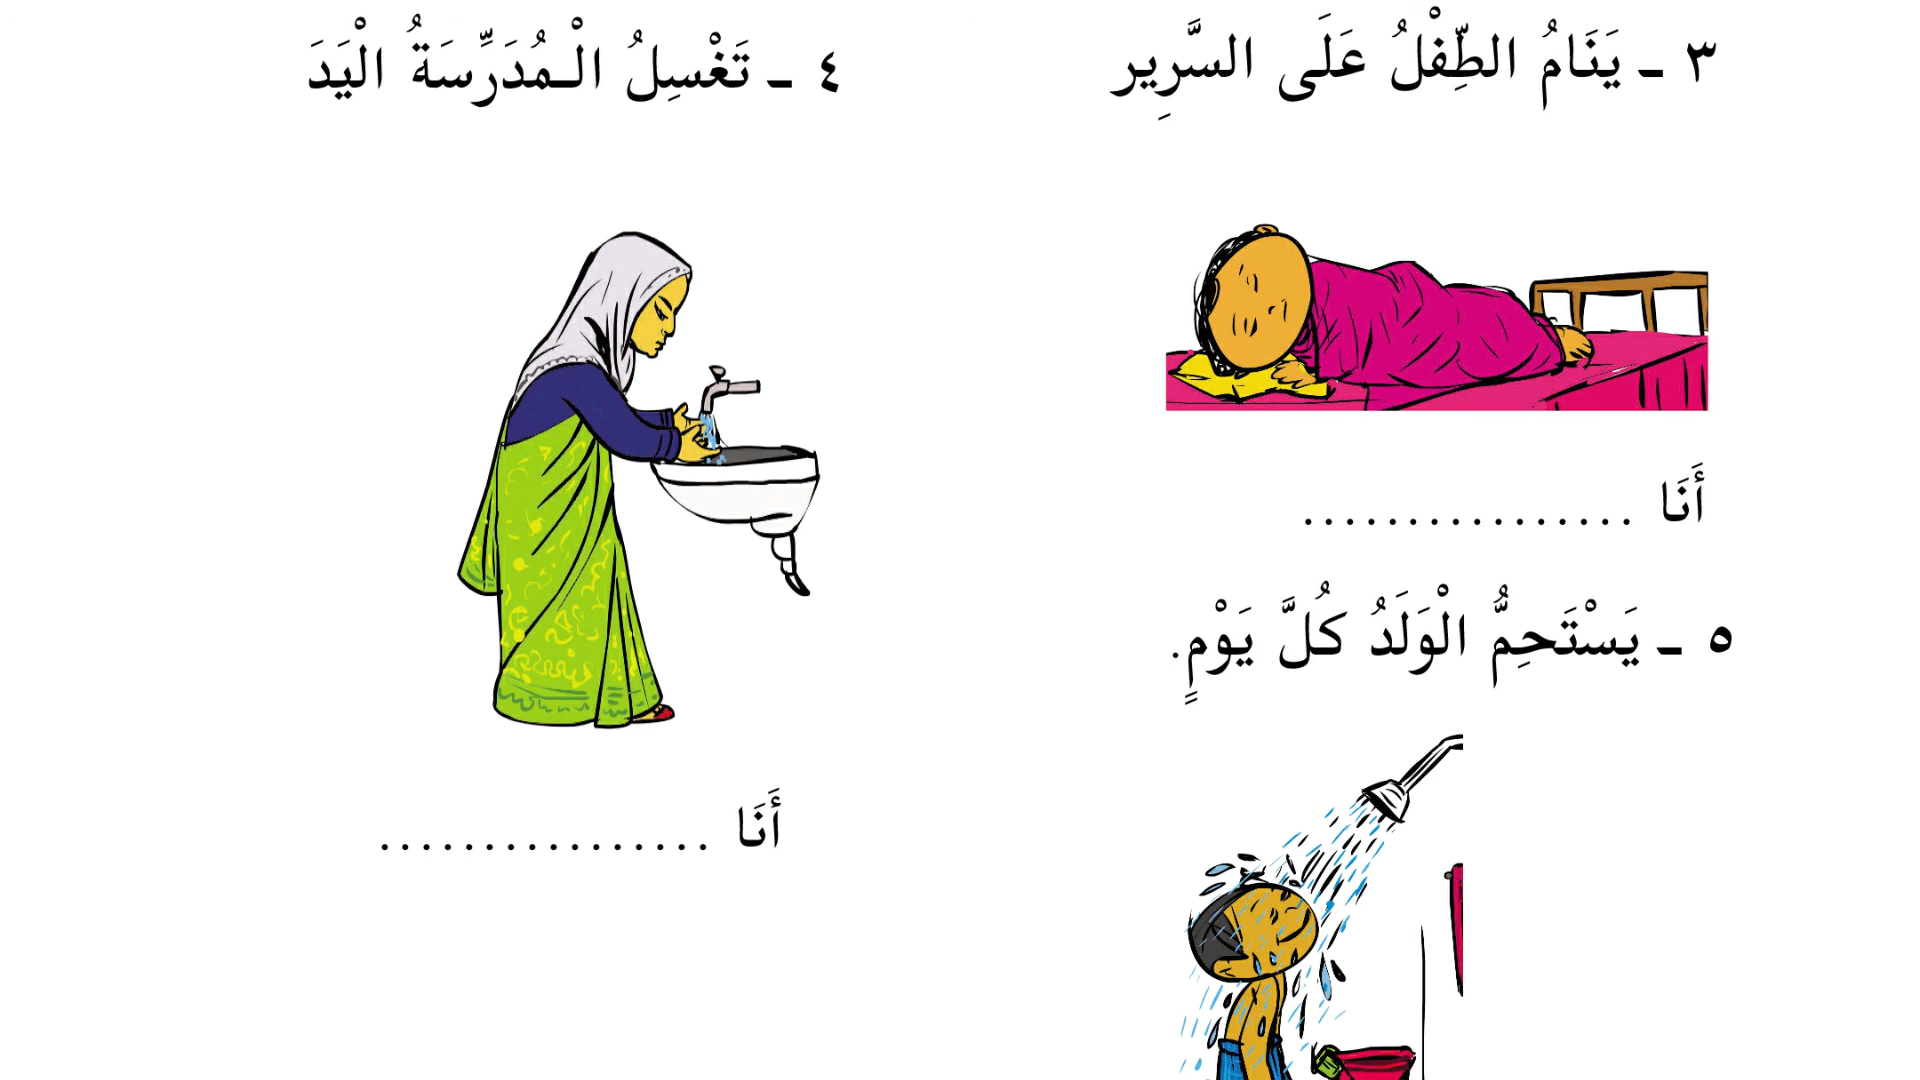 ٣ ـ يَنَامُ الطِّفْلُ عَلَى السَّرِير
أَنَا ................
٤ ـ تَغْسِلُ الْـمُدَرِّسَةُ الْيَدَ
أَنَا ................
٥ ـ يَسْتَحِمُّ الْوَلَدُ كُلَّ يَوْمٍ.